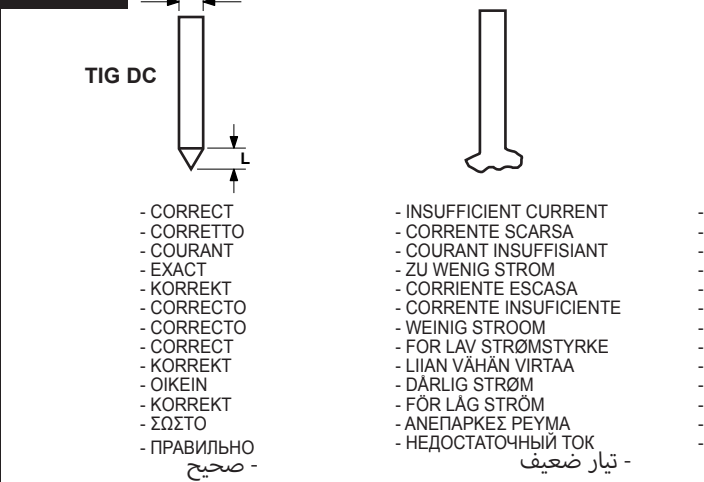 TIG DC
L
- CORRECT
- CORRETTO
- COURANT
- EXACT
- KORREKT
- CORRECTO
- CORRECTO
- CORRECT
- KORREKT
- OIKEIN
- KORREKT
- ΣΩΣΤΟ
- ПРАВИЛЬНО
- صحيح
- INSUFFICIENT CURRENT
- CORRENTE SCARSA
- COURANT INSUFFISIANT
- ZU WENIG STROM
- CORRIENTE ESCASA
- CORRENTE INSUFICIENTE
- WEINIG STROOM
- FOR LAV STRØMSTYRKE
- LIIAN VÄHÄN VIRTAA
- DÅRLIG STRØM
- FÖR LÅG STRÖM
- ΑΝΕΠΑΡΚΕΣ ΡΕΥΜΑ
- НЕДОСТАТОЧНЫЙ ТОК
- تيار ضعيف